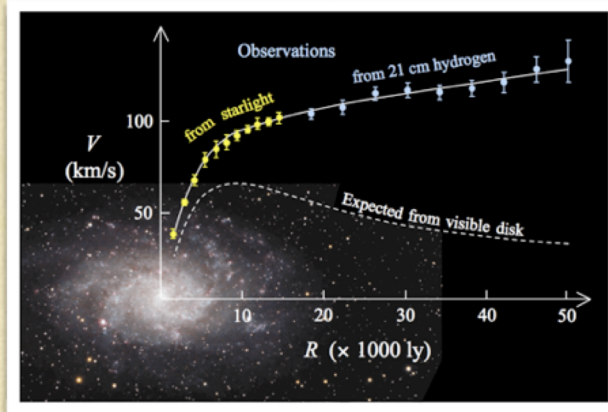 Observations
from starlight
from 21 cm hydrogen
100
V
(km/s)
50
Expected from visible disk
10
20
30
40
50
R (× 1000 ly)